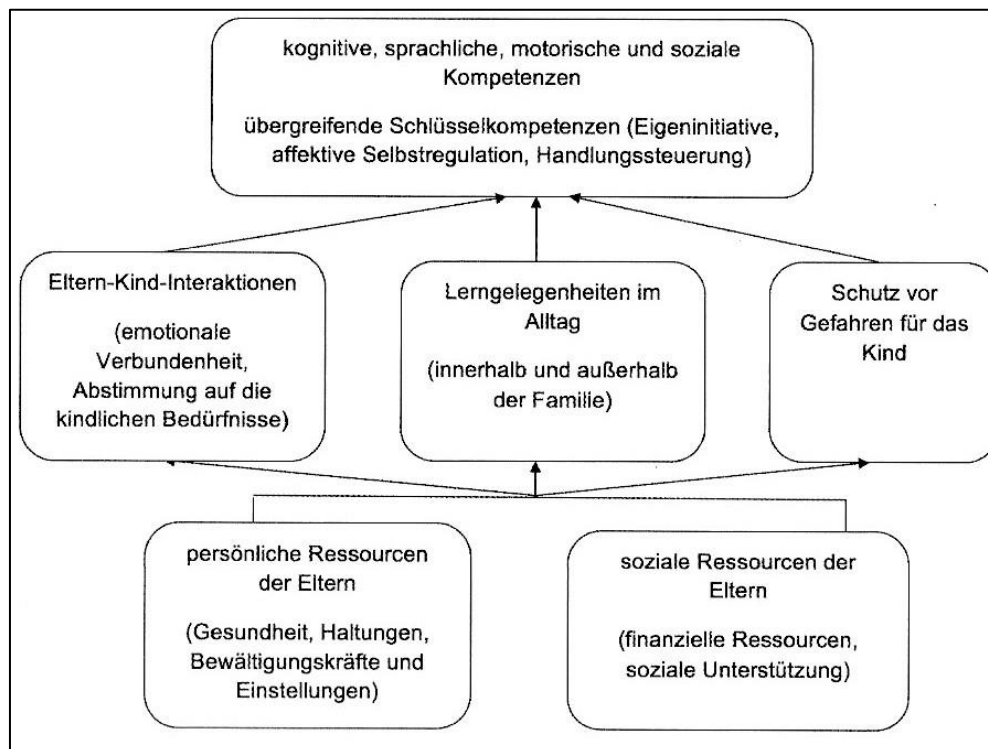 kognitive, sprachliche, motorische und soziale
Kompetenzen
übergreifende Schlüsselkompetenzen (Eigeninitiative,
affektive Selbstregulation, Handlungssteuerung)
Eltern-Kind-Interaktionen
(emotionale
Verbundenheit,
Abstimmung auf die
kindlichen Bedürfnisse)
Lerngelegenheiten im
Alltag
(innerhalb und außerhalb
der Familie)
Schutz vor
Gefahren für das
Kind
persönliche Ressourcen
der Eltern
(Gesundheit, Haltungen,
Bewältigungskräfte und
Einstellungen)
soziale Ressourcen der
Eltern
(finanzielle Ressourcen,
soziale Unterstützung)